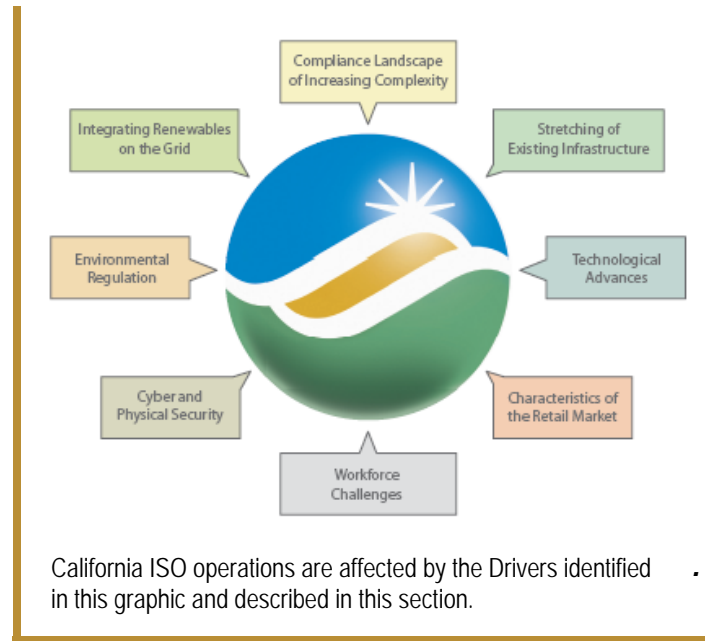 Compliance Landscape
of Increasing Complexity
Integrating Renewables
on the Grid
Stretching of
Existing Infrastructure
Environmental
Regulation
Technological
Advances
Cyber and
Physical Security
Characteristics of
the Retail Market
Workforce
Challenges
California ISO operations are affected by the Drivers identified .
in this graphic and described in this section.